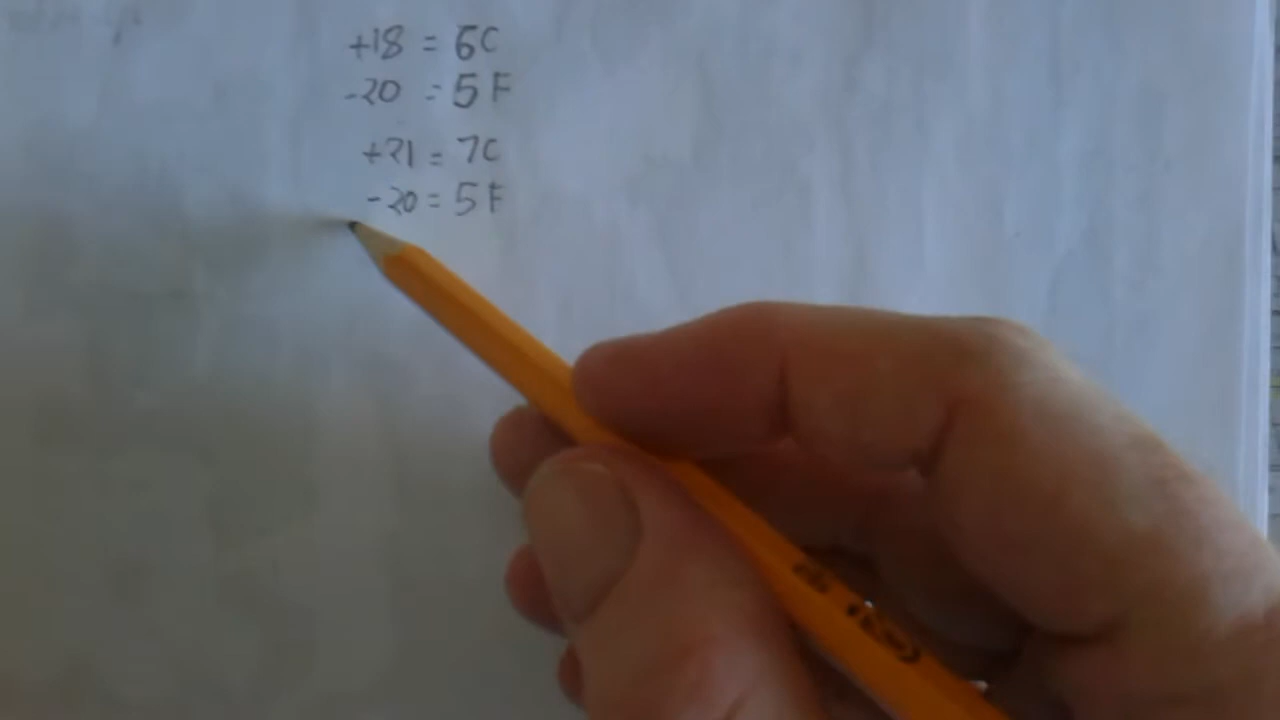 +18 = 6C
-20 = 5F
+21 = 7C
-20 = 5F